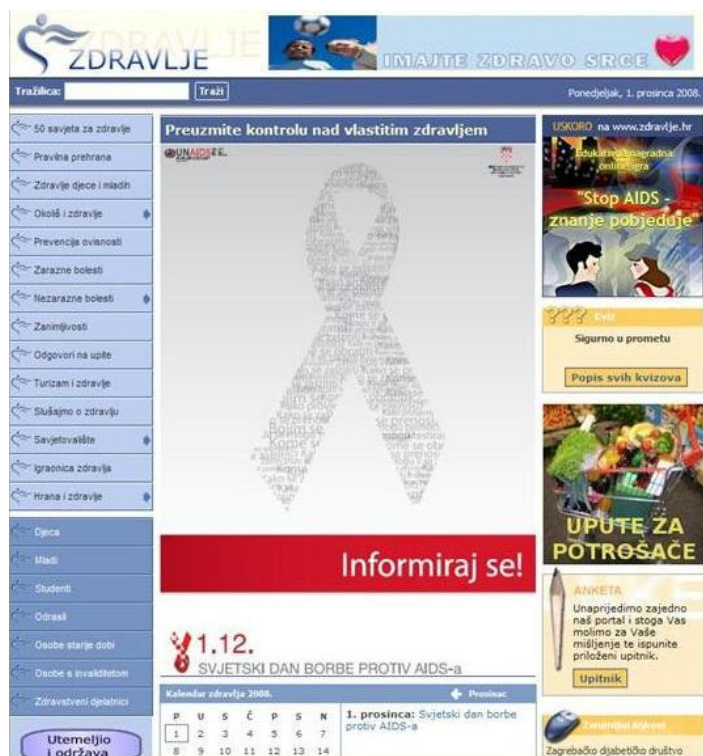 ZDRAVLJE
IMAJTE ZDRAVO SRCE
Tražilica:
Traži
Ponedjeljak, 1. prosinca 2008.
50 savjeta za zdravlje
Pravilna prehrana
Zdravlje djece i mladih
Okoliš i zdravlje
Prevencija ovisnosti
Zarazne bolesti
Nezarazne bolesti
Zanimljivosti
Odgovori na upite
Turizam i zdravlje
Slušajmo o zdravlju
Savjetovalište
Igraonica zdravlja
Hrana i zdravlje
Djeca
Mladi
Studenti
Odrasli
Osobe starije dobi
Osobe s invaliditetom
Zdravstveni djelatnici
Utemeljio
i održava
Preuzmite kontrolu nad vlastitim zdravljem
UNAIDS
Informiraj se!
1.12.
SVJETSKI DAN BORBE PROTIV AIDS-a
Kalendar zdravlja 2008.
Prosinac
P U S Č P S N
1 2 3 4 5 6 7
8 9 10 11 12 13 14
1. prosinca: Svjetski dan borbe
protiv AIDS-a
USKORO na www.zdravlje.hr
Edukativna nagradna
online igra
"Stop AIDS -
znanje pobjeđuje"
??? Kviz
Sigurno u prometu
Popis svih kvizova
UPUTE ZA
POTROŠAČE
ANKETA
Unaprijedimo zajedno
naš portal i stoga Vas
molimo za Vaše
mišljenje te ispunite
priloženi upitnik.
Upitnik
Zanimljivi linkovi
Zagrebačko dijabetičko društvo